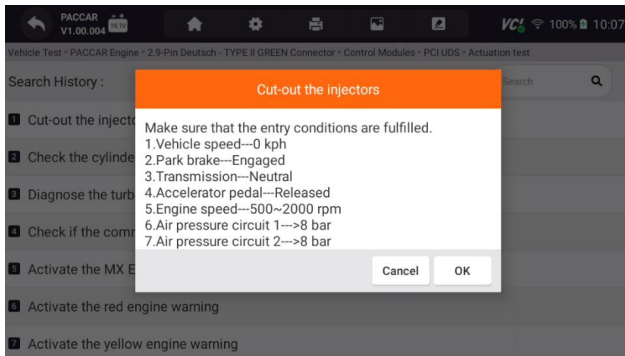 PACCAR
V1.00.004
19.1V
VCI
100%
10:07
Vehicle Test > PACCAR Engine > 2.9-Pin Deutsch - TYPE II GREEN Connector > Control Modules > PCI UDS > Actuation test
Search History :
Search
Cut-out the injectors
1 Cut-out the injecto
2 Check the cylinde
3 Diagnose the turb
4 Check if the
5 Activate the MX E
6 Activate the red engine warning
7 Activate the yellow engine warning
Make sure that the entry conditions are fulfilled.
1.Vehicle speed---0 kph
2.Park brake---Engaged
3.Transmission---Neutral
4.Accelerator pedal---Released
5.Engine speed---500~2000 rpm
6.Air pressure circuit 1--->8 bar
7.Air pressure circuit 2--->8 bar
Cancel
OK